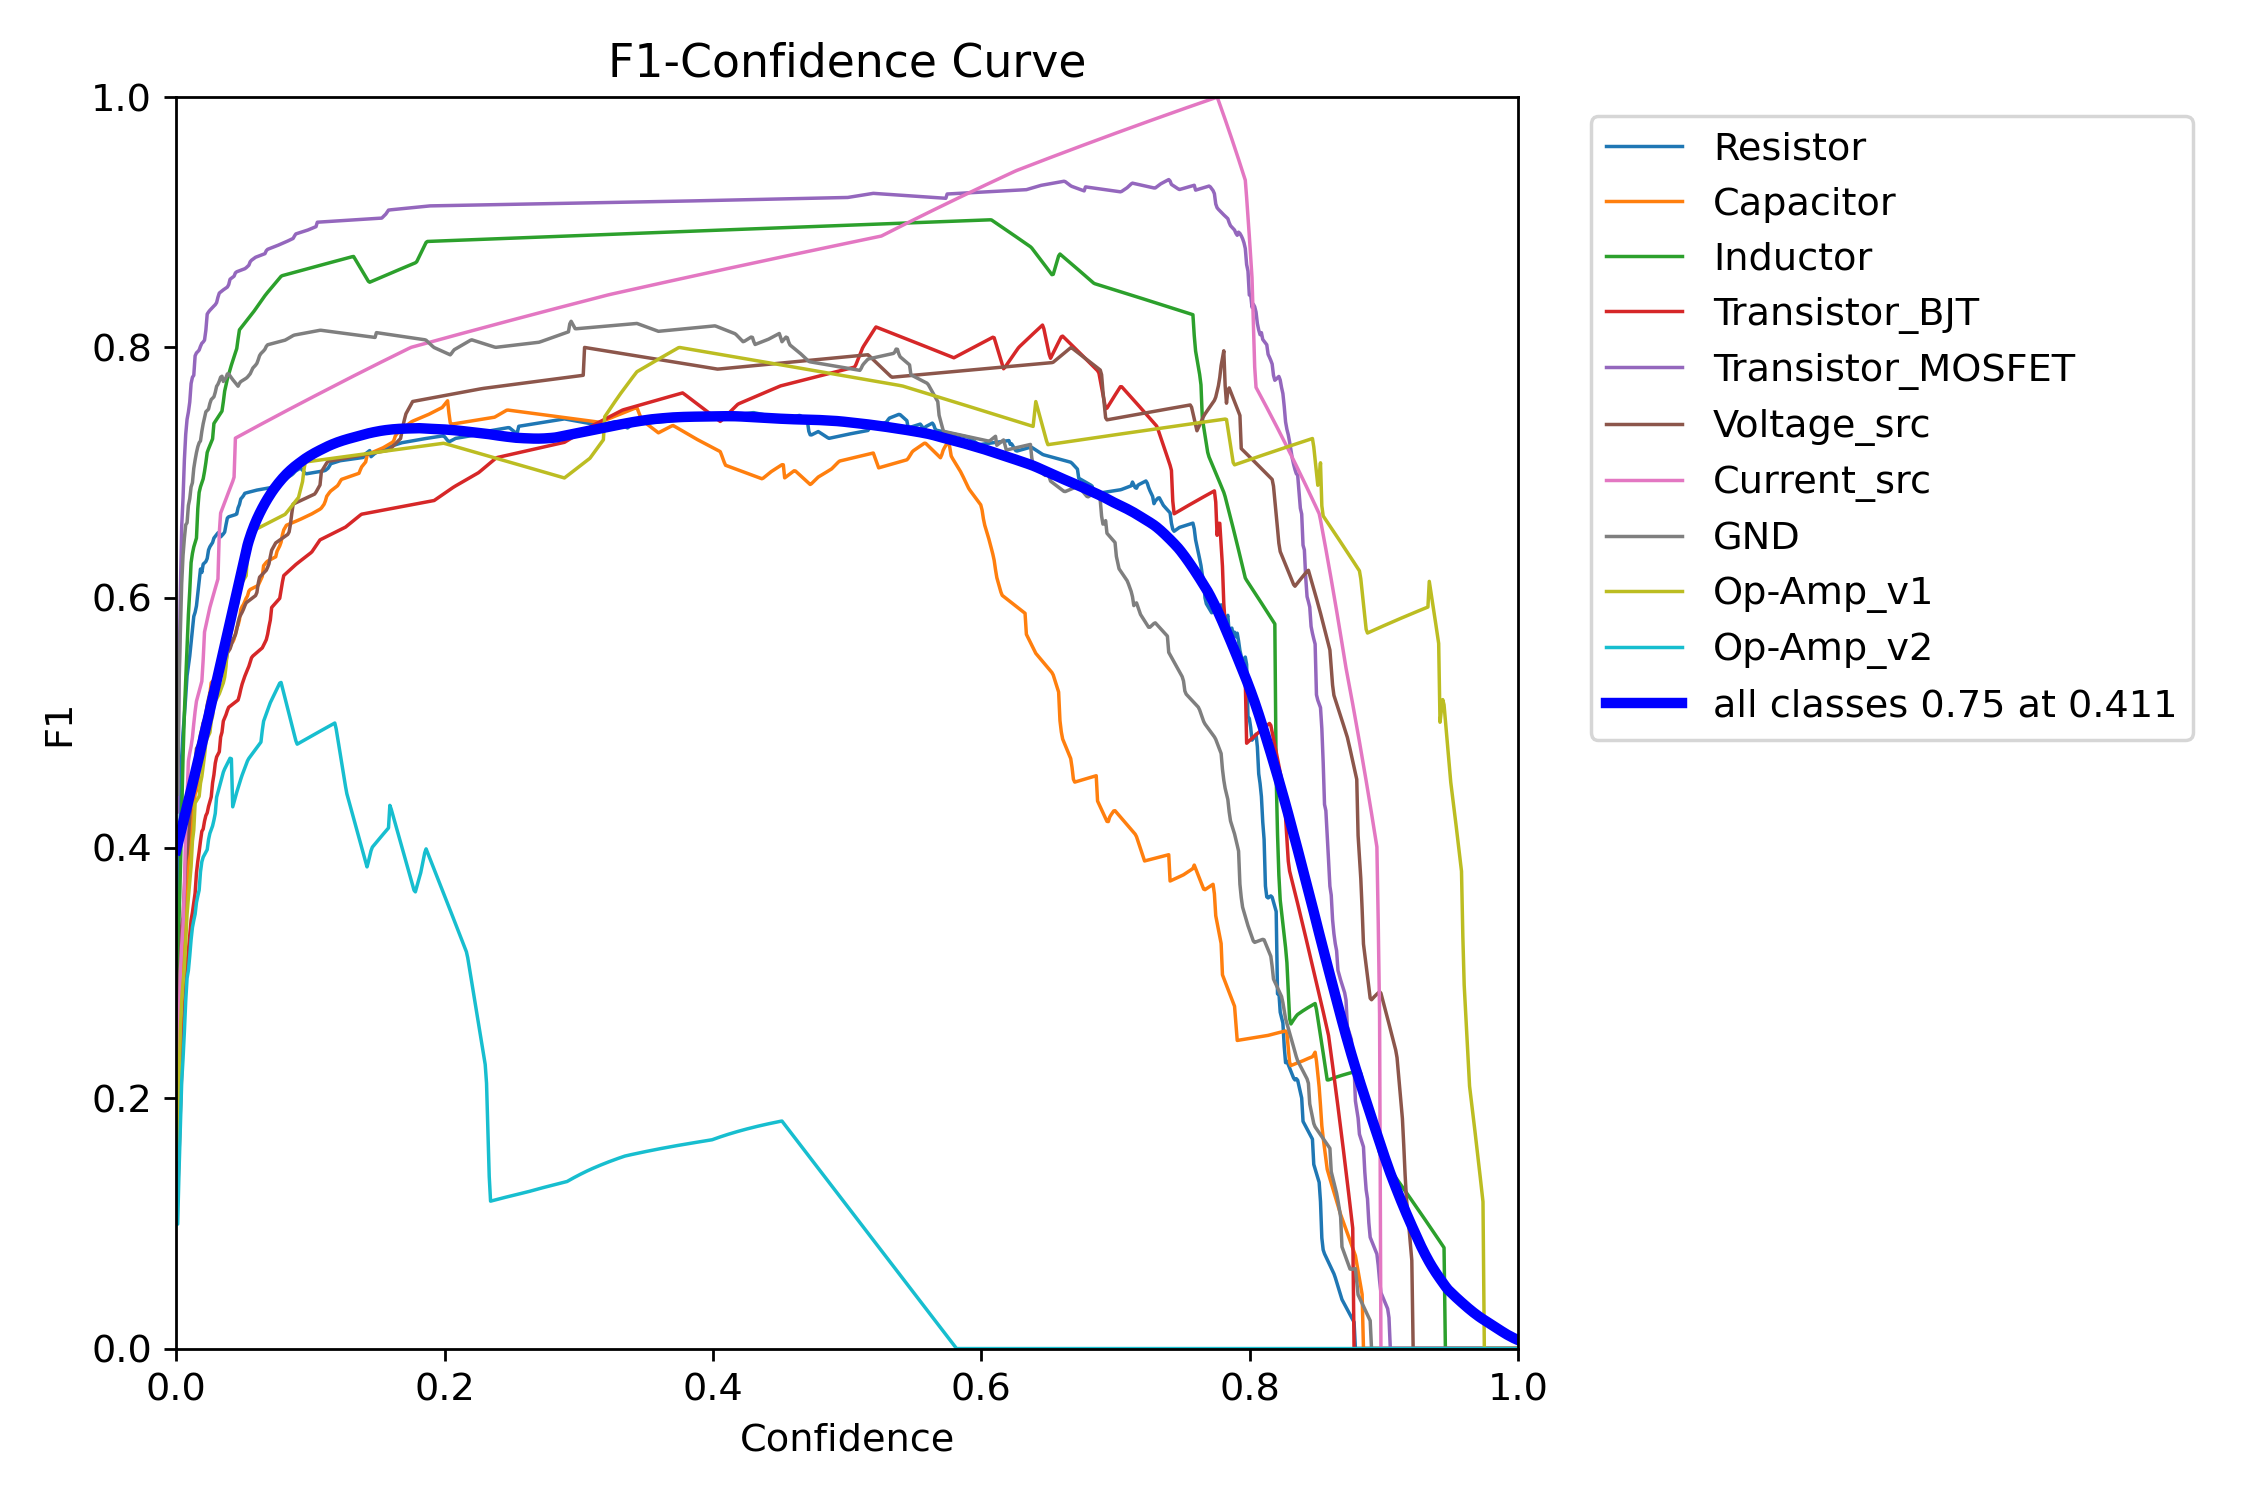 F1-Confidence Curve
1.0
0.8
0.6
0.4
0.2
0.0
F1
0.0 0.2 0.4 0.6 0.8 1.0
Confidence
Resistor
Capacitor
Inductor
Transistor_BJT
Transistor_MOSFET
Voltage_src
Current_src
GND
Op-Amp_v1
Op-Amp_v2
all classes 0.75 at 0.411